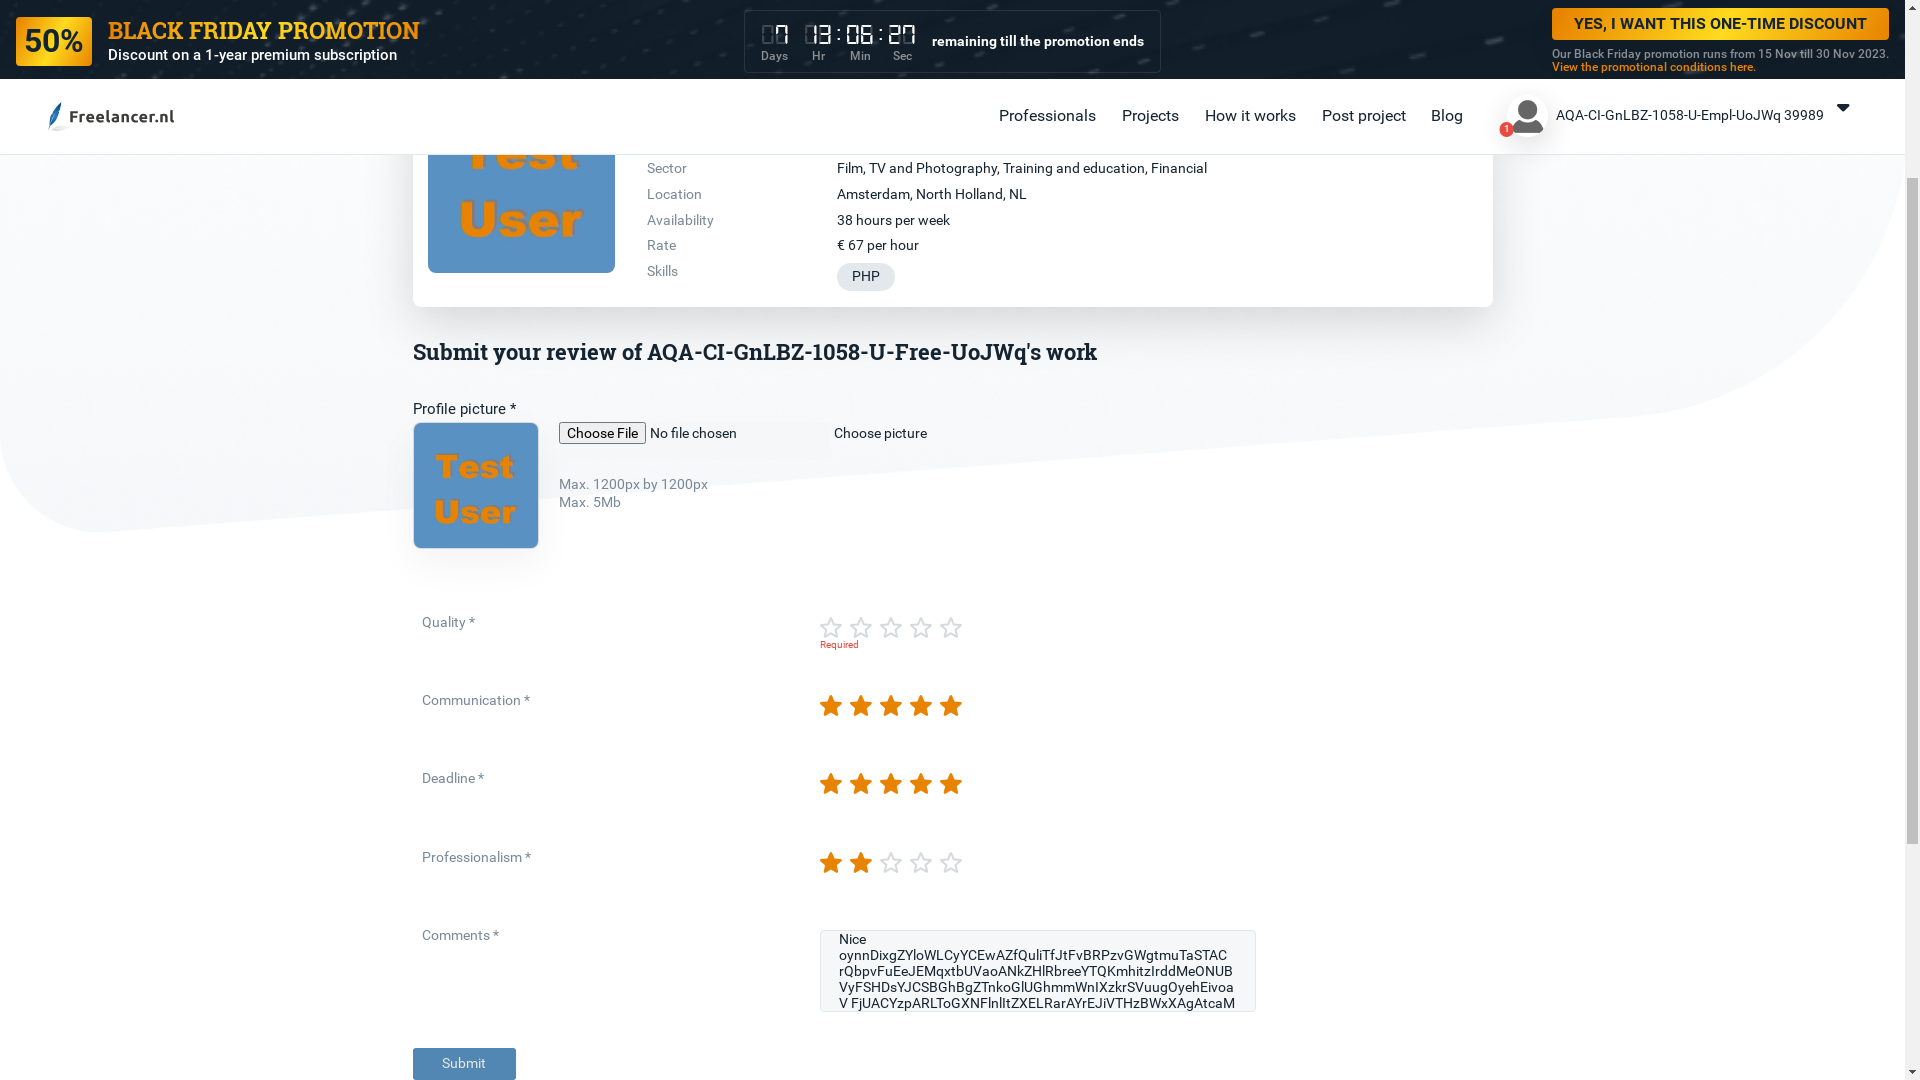 50%
BLACK FRIDAY PROMOTION
Discount on a 1-year premium subscription
7 13:06:27
Days Hr Min Sec
remaining till the promotion ends
YES, I WANT THIS ONE-TIME DISCOUNT
Our Black Friday promotion runs from 15 Nov till 30 Nov 2023.
View the promotional conditions here.
Freelancer.nl
Professionals Projects How it works Post project Blog
1
AQA-CI-GnLBZ-1058-U-Empl-UoJWq 39989
Test
User
Sector Film, TV and Photography, Training and education, Financial
Location Amsterdam, North Holland, NL
Availability 38 hours per week
Rate € 67 per hour
Skills PHP
Submit your review of AQA-CI-GnLBZ-1058-U-Free-UoJWq's work
Profile picture *
Test
User
Choose File No file chosen
Choose picture
Max. 1200px by 1200px
Max. 5Mb
Quality *
Required
Communication *
Deadline *
Professionalism *
Comments *
Nice
oynnDixgZYloWLCyYCEwAZfQuliTfJtFvBRPzvGWgtmuTaSTAC
rQbpvFuEeJEMqxtbUVaoANkZHlRbreeYTQKmhitzIrddMeONUB
VyFSHDsYJCSBGhBgZTnkoGlUGhmmWnIXzkrSVuugOyehEivoa
V FjUACYzpARLToGXNFlnlItZXELRarAYrEJiVTHzBWxXAgAtcaM
Submit